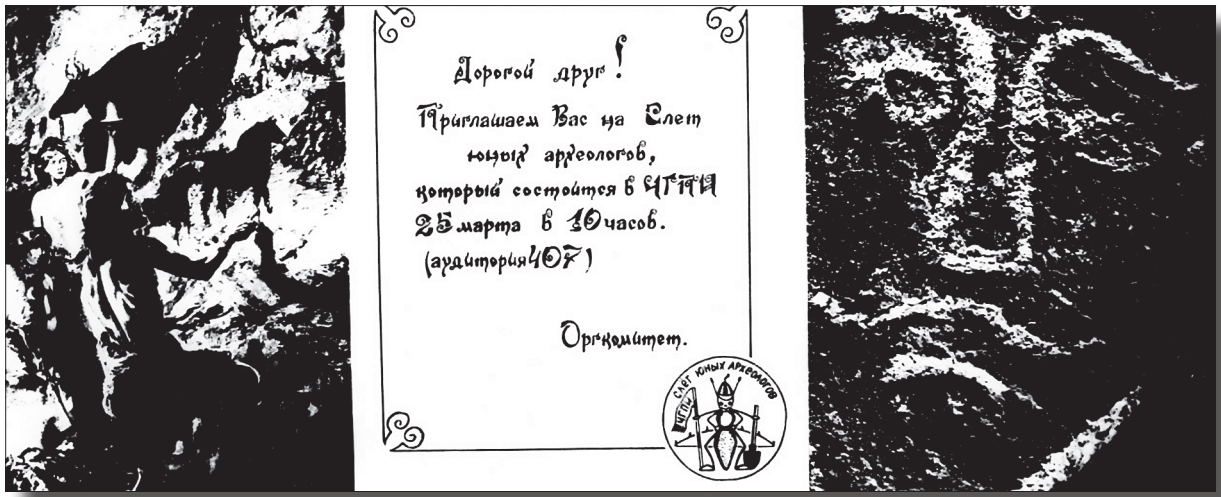 Дорогой друг!
Приглашаем Вас на Слет
юных археологов,
который состоится в ЧГПИ
25 марта в 10 часов.
(аудитория 407)
Оргкомитет.
СЛЕТ ЮНЫХ АРХЕОЛОГОВ
ЧГПИ